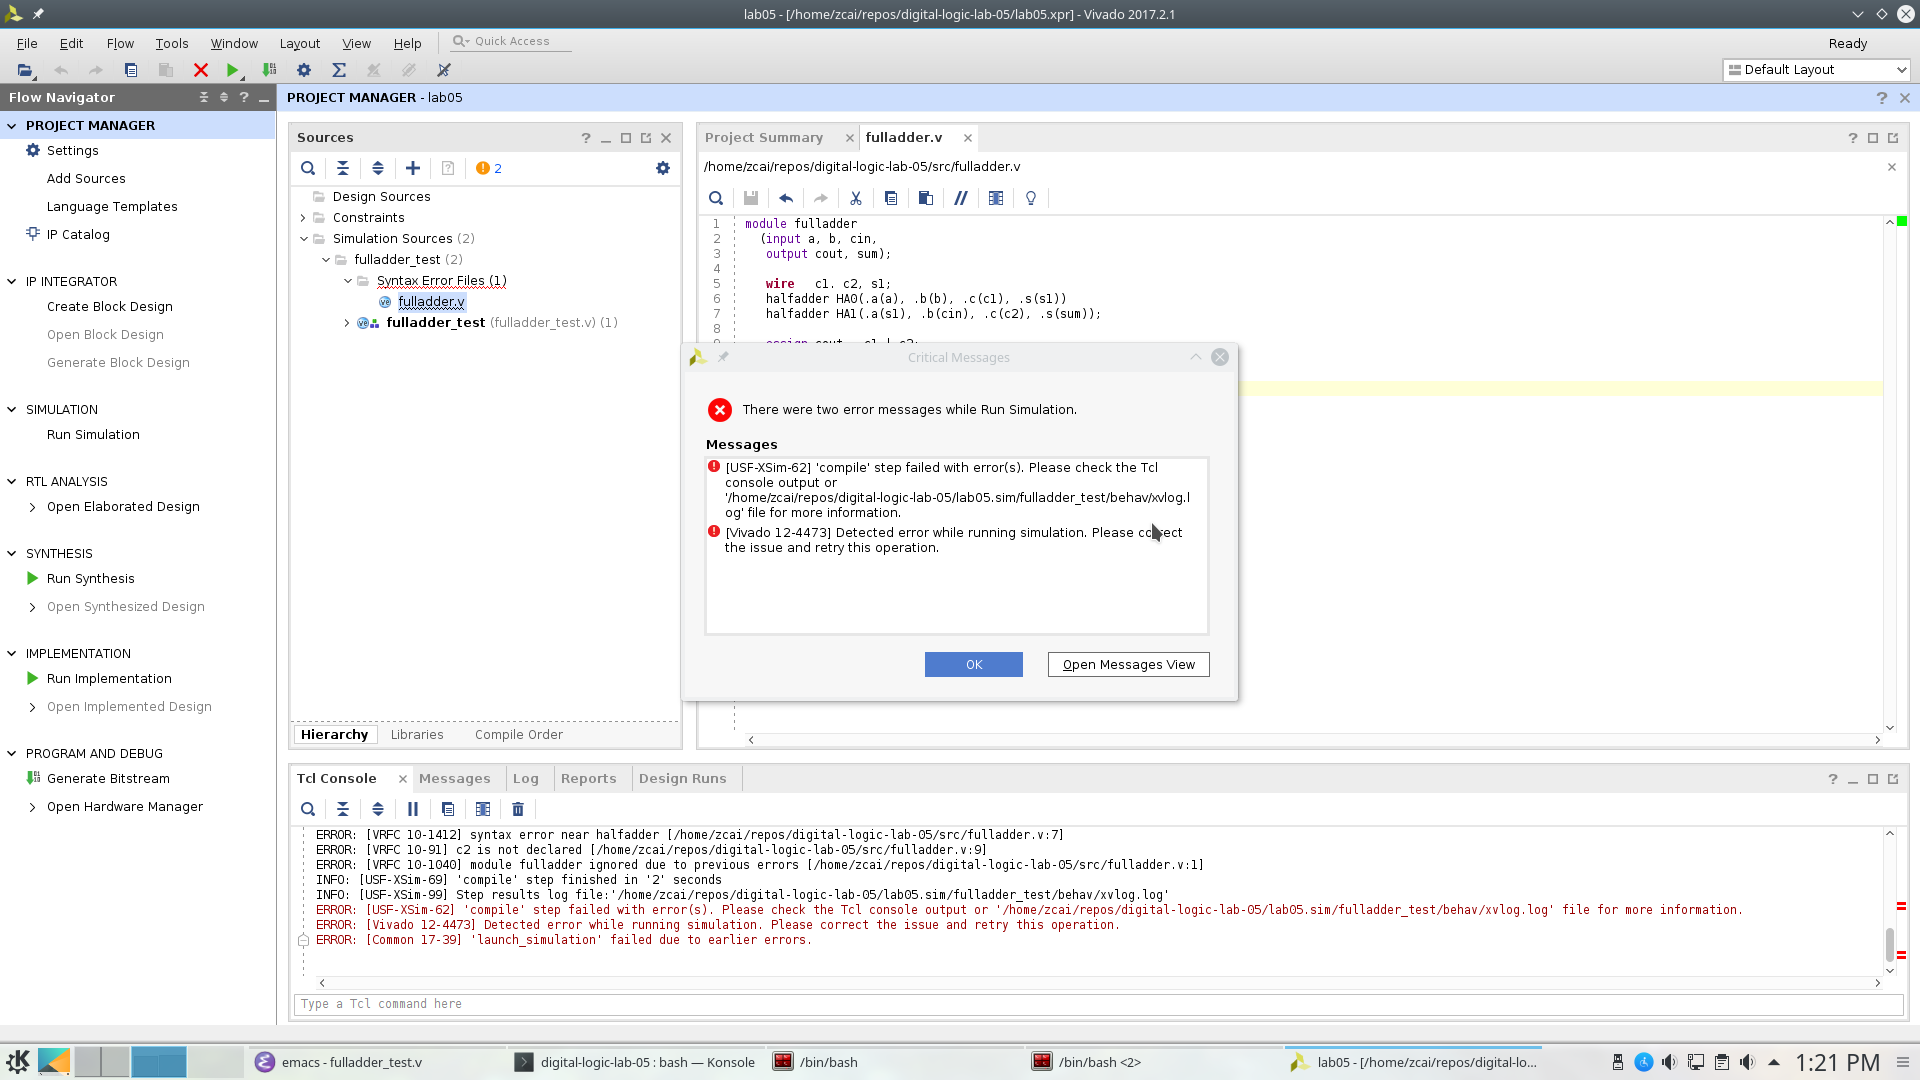 lab05 - [/home/zcai/repos/digital-logic-lab-05/lab05.xpr] - Vivado 2017.2.1
File Edit Flow Tools Window Layout View Help Quick Access Ready
Default Layout
Flow Navigator
PROJECT MANAGER
Settings
Add Sources
Language Templates
IP Catalog
IP INTEGRATOR
Create Block Design
Open Block Design
Generate Block Design
SIMULATION
Run Simulation
RTL ANALYSIS
Open Elaborated Design
SYNTHESIS
Run Synthesis
Open Synthesized Design
IMPLEMENTATION
Run Implementation
Open Implemented Design
PROGRAM AND DEBUG
Generate Bitstream
Open Hardware Manager
PROJECT MANAGER - lab05
Sources
2
Design Sources
Constraints
Simulation Sources (2)
fulladder_test (2)
Syntax Error Files (1)
fulladder.v
fulladder_test (fulladder_test.v) (1)
Hierarchy Libraries Compile Order
Project Summary fulladder.v
/home/zcai/repos/digital-logic-lab-05/src/fulladder.v
1 module fulladder
2 (input a, b, cin,
3 output cout, sum);
4
5 wire c1. c2, s1;
6 halfadder HA0(.a(a), .b(b), .c(c1), .s(s1))
7 halfadder HA1(.a(s1), .b(cin), .c(c2), .s(sum));
8
Critical Messages
There were two error messages while Run Simulation.
Messages
[USF-XSim-62] 'compile' step failed with error(s). Please check the Tcl
console output or
'/home/zcai/repos/digital-logic-lab-05/lab05.sim/fulladder_test/behav/xvlog.l
og' file for more information.
[Vivado 12-4473] Detected error while running simulation. Please correct
the issue and retry this operation.
OK Open Messages View
Tcl Console Messages Log Reports Design Runs
ERROR: [VRFC 10-1412] syntax error near halfadder [/home/zcai/repos/digital-logic-lab-05/src/fulladder.v:7]
ERROR: [VRFC 10-91] c2 is not declared [/home/zcai/repos/digital-logic-lab-05/src/fulladder.v:9]
ERROR: [VRFC 10-1040] module fulladder ignored due to previous errors [/home/zcai/repos/digital-logic-lab-05/src/fulladder.v:1]
INFO: [USF-XSim-69] 'compile' step finished in '2' seconds
INFO: [USF-XSim-99] Step results log file:'/home/zcai/repos/digital-logic-lab-05/lab05.sim/fulladder_test/behav/xvlog.log'
ERROR: [USF-XSim-62] 'compile' step failed with error(s). Please check the Tcl console output or '/home/zcai/repos/digital-logic-lab-05/lab05.sim/fulladder_test/behav/xvlog.log' file for more information.
ERROR: [Vivado 12-4473] Detected error while running simulation. Please correct the issue and retry this operation.
ERROR: [Common 17-39] 'launch_simulation' failed due to earlier errors.
Type a Tcl command here
emacs - fulladder_test.v
digital-logic-lab-05 : bash — Konsole
/bin/bash
/bin/bash <2>
lab05 - [/home/zcai/repos/digital-lo...
1:21 PM